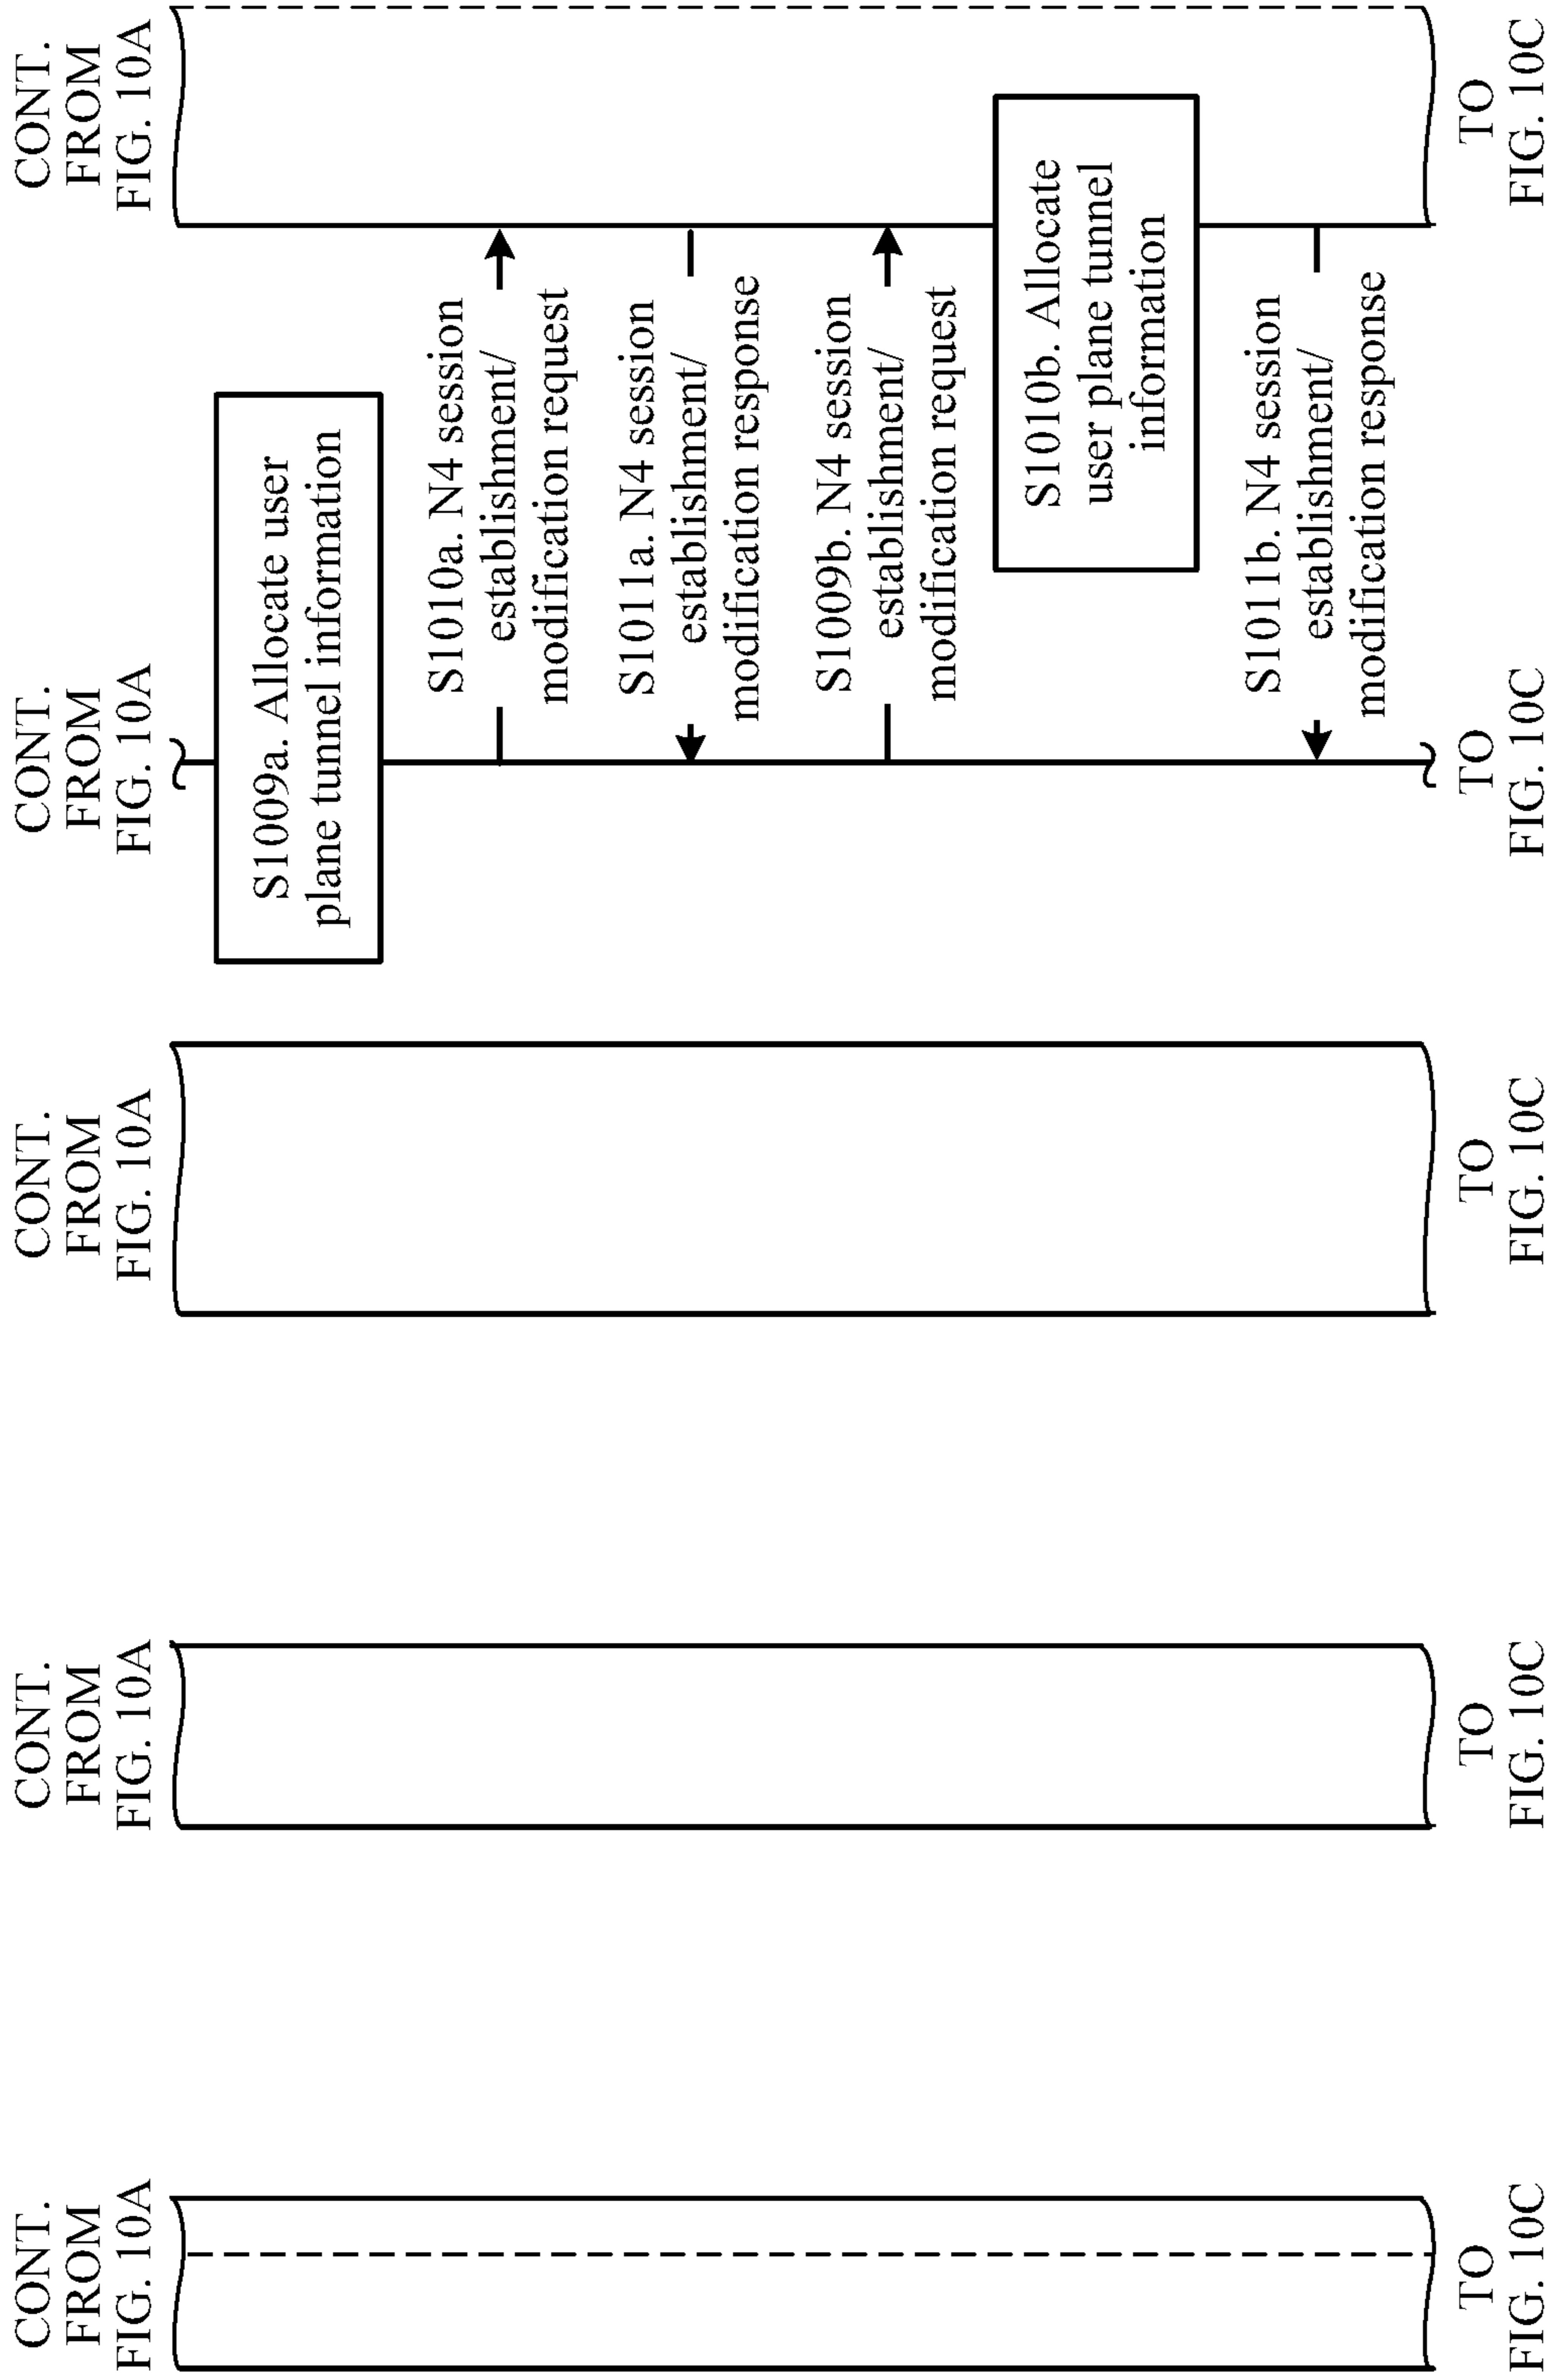 CONT.
FROM
FIG. 10A
CONT.
FROM
FIG. 10A
CONT.
FROM
FIG. 10A
CONT.
FROM
FIG. 10A
CONT.
FROM
FIG. 10A
S1009a. Allocate user
plane tunnel information
S1010a. N4 session
establishment/
modification request
S1011a. N4 session
establishment/
modification response
S1009b. N4 session
establishment/
modification request
S1010b. Allocate
user plane tunnel
information
S1011b. N4 session
establishment/
modification response
TO
FIG. 10C
TO
FIG. 10C
TO
FIG. 10C
TO
FIG. 10C
TO
FIG. 10C